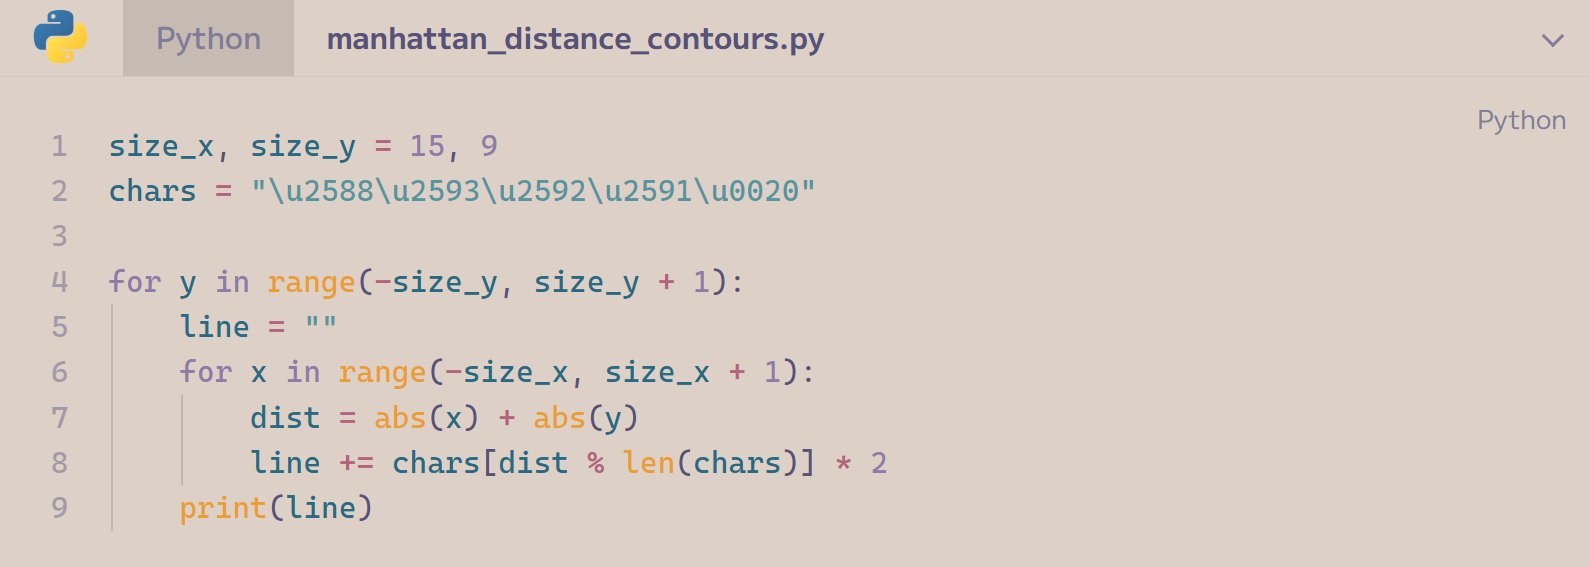 Python manhattan_distance_contours.py
Python
1 size_x, size_y = 15, 9
2 chars = "\u2588\u2593\u2592\u2591\u0020"
3
4 for y in range(-size_y, size_y + 1):
5     line = ""
6     for x in range(-size_x, size_x + 1):
7         dist = abs(x) + abs(y)
8         line += chars[dist % len(chars)] * 2
9     print(line)